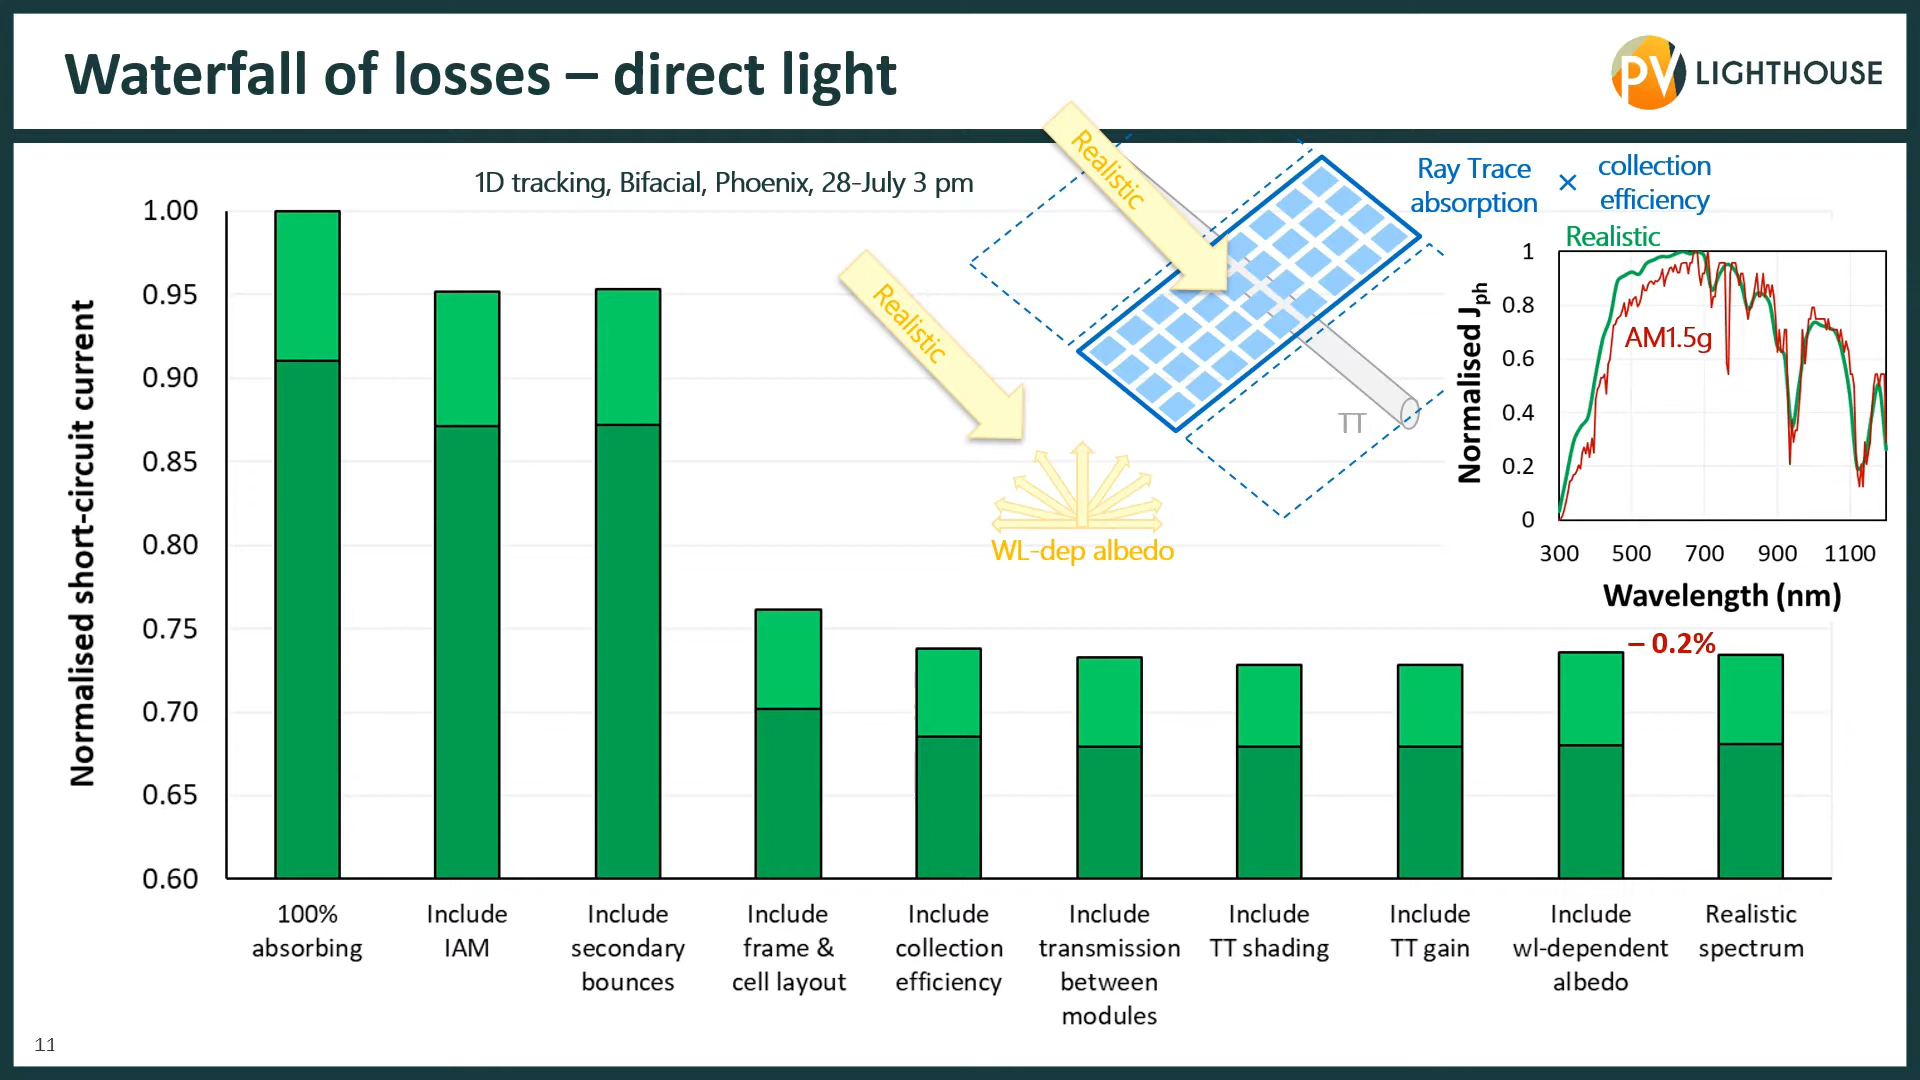 Waterfall of losses – direct light
PV LIGHTHOUSE
1D tracking, Bifacial, Phoenix, 28-July 3 pm
Realistic
Realistic
TT
WL-dep albedo
Ray Trace
absorption
×
collection
efficiency
Realistic
AM1.5g
Normalised Jph
1
0.8
0.6
0.4
0.2
0
300 500 700 900 1100
Wavelength (nm)
Normalised short-circuit current
1.00
0.95
0.90
0.85
0.80
0.75
0.70
0.65
0.60
– 0.2%
100%
absorbing
Include
IAM
Include
secondary
bounces
Include
frame &
cell layout
Include
collection
efficiency
Include
transmission
between
modules
Include
TT shading
Include
TT gain
Include
wl-dependent
albedo
Realistic
spectrum
11